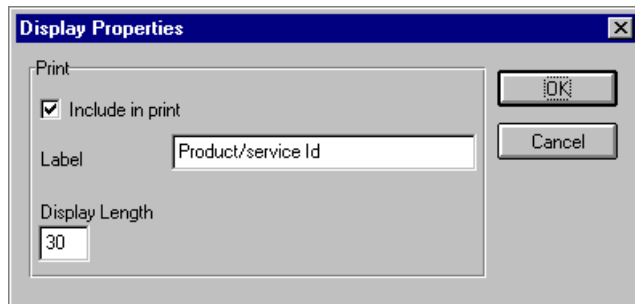 Display Properties
Print
Include in print
OK
Label
Product/service Id
Cancel
Display Length
30